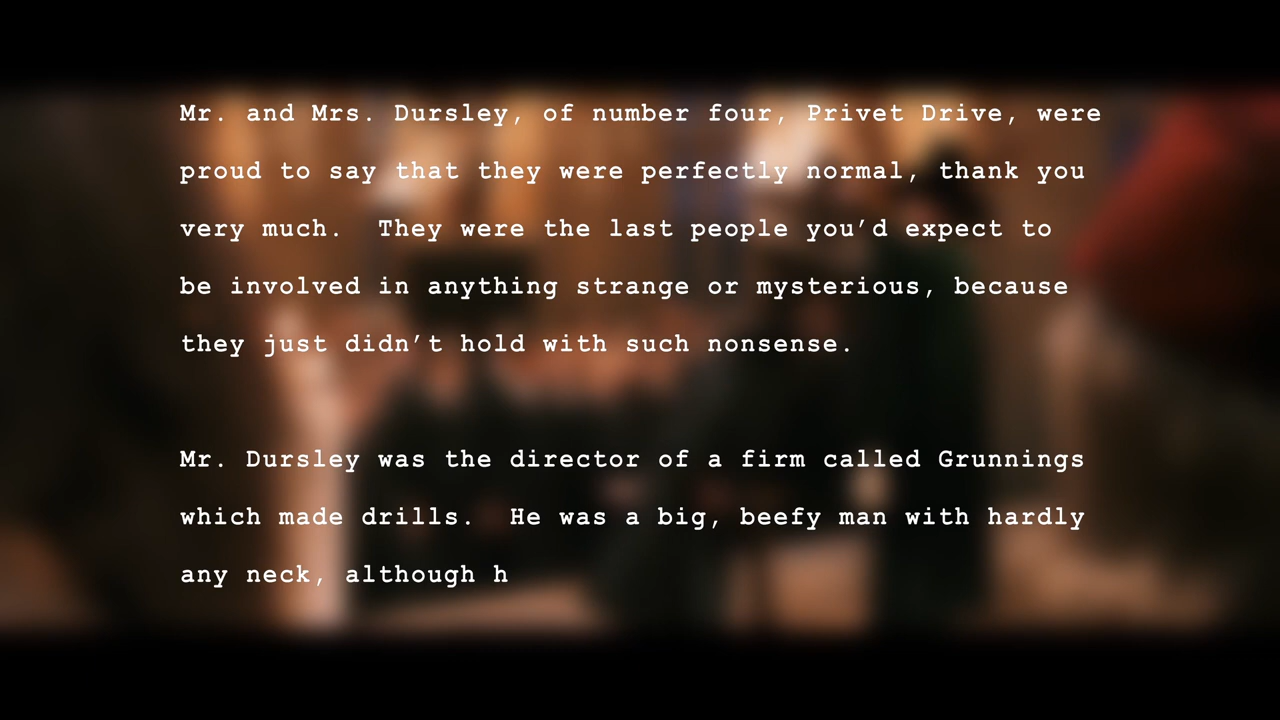 Mr. and Mrs. Dursley, of number four, Privet Drive, were
proud to say that they were perfectly normal, thank you
very much.  They were the last people you’d expect to
be involved in anything strange or mysterious, because
they just didn’t hold with such nonsense.
Mr. Dursley was the director of a firm called Grunnings
which made drills.  He was a big, beefy man with hardly
any neck, although h